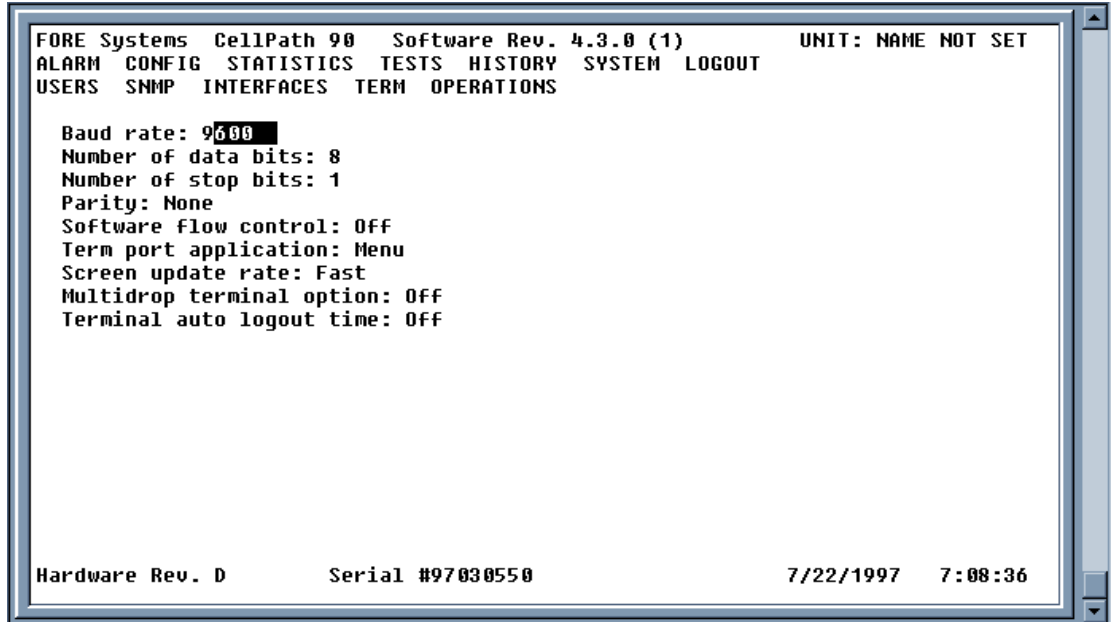 FORE Systems  CellPath 90   Software Rev. 4.3.0 (1)             UNIT: NAME NOT SET
ALARM  CONFIG  STATISTICS  TESTS  HISTORY  SYSTEM  LOGOUT
USERS  SNMP  INTERFACES  TERM  OPERATIONS
Baud rate: 9600
Number of data bits: 8
Number of stop bits: 1
Parity: None
Software flow control: Off
Term port application: Menu
Screen update rate: Fast
Multidrop terminal option: Off
Terminal auto logout time: Off
Hardware Rev. D            Serial #97030550                    7/22/1997   7:08:36